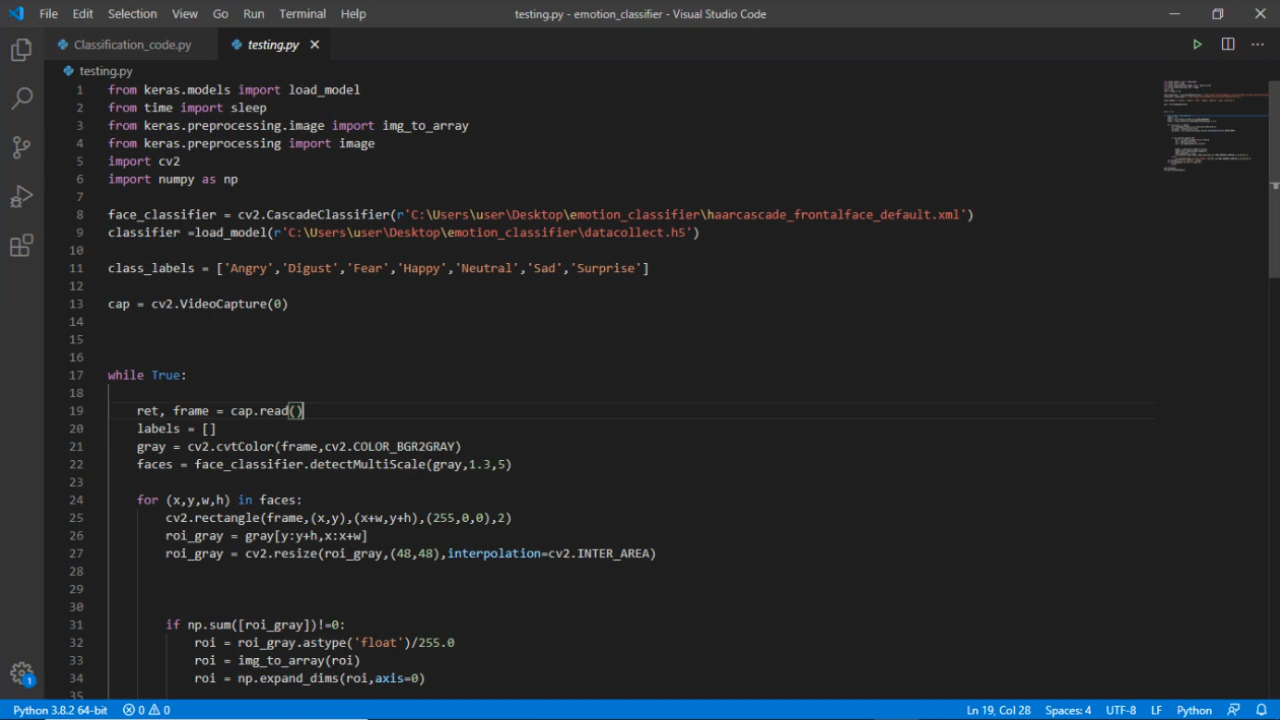 File Edit Selection View Go Run Terminal Help testing.py - emotion_classifier - Visual Studio Code
Classification_code.py testing.py
testing.py
1 from keras.models import load_model
2 from time import sleep
3 from keras.preprocessing.image import img_to_array
4 from keras.preprocessing import image
5 import cv2
6 import numpy as np
7
8 face_classifier = cv2.CascadeClassifier(r'C:\Users\user\Desktop\emotion_classifier\haarcascade_frontalface_default.xml')
9 classifier =load_model(r'C:\Users\user\Desktop\emotion_classifier\datacollect.h5')
10
11 class_labels = ['Angry','Digust','Fear','Happy','Neutral','Sad','Surprise']
12
13 cap = cv2.VideoCapture(0)
14
15
16
17 while True:
18
19 ret, frame = cap.read()
20 labels = []
21 gray = cv2.cvtColor(frame,cv2.COLOR_BGR2GRAY)
22 faces = face_classifier.detectMultiScale(gray,1.3,5)
23
24 for (x,y,w,h) in faces:
25 cv2.rectangle(frame,(x,y),(x+w,y+h),(255,0,0),2)
26 roi_gray = gray[y:y+h,x:x+w]
27 roi_gray = cv2.resize(roi_gray,(48,48),interpolation=cv2.INTER_AREA)
28
29
30
31 if np.sum([roi_gray])!=0:
32 roi = roi_gray.astype('float')/255.0
33 roi = img_to_array(roi)
34 roi = np.expand_dims(roi,axis=0)
35
1
Python 3.8.2 64-bit 0 0 Ln 19, Col 28 Spaces: 4 UTF-8 LF Python